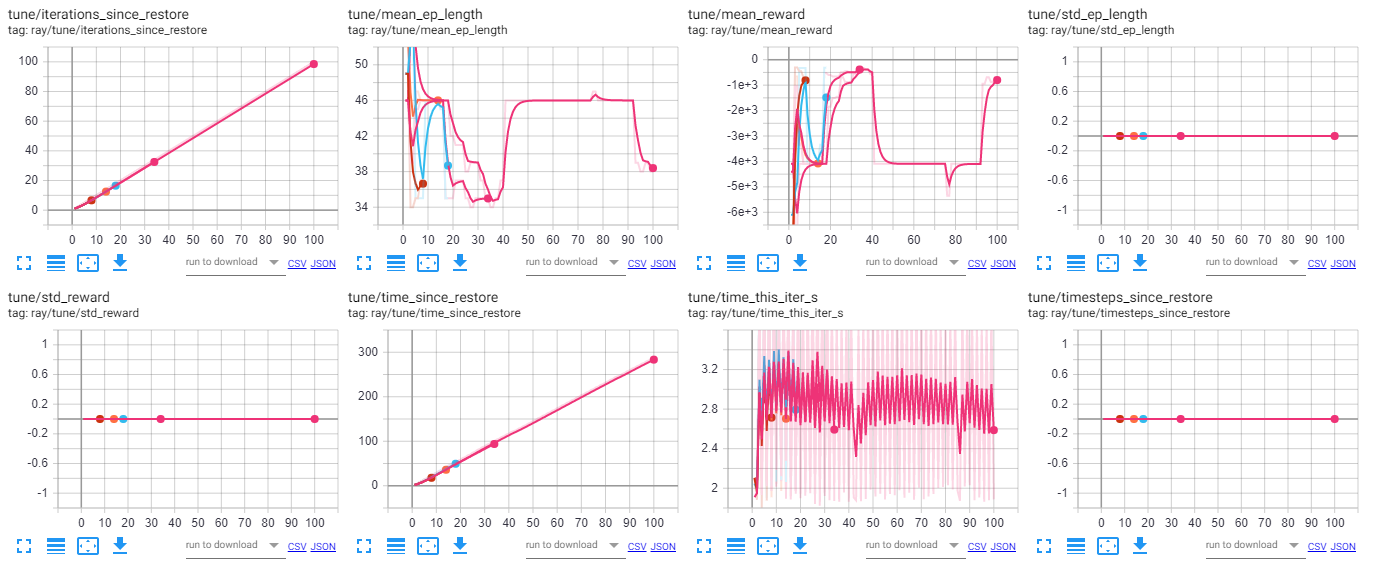 tune/iterations_since_restore
tag: ray/tune/iterations_since_restore
100
80
60
40
20
0
0 10 20 30 40 50 60 70 80 90 100
run to download
CSV JSON
tune/mean_ep_length
tag: ray/tune/mean_ep_length
50
46
42
38
34
0 10 20 30 40 50 60 70 80 90 100
run to download
CSV JSON
tune/mean_reward
tag: ray/tune/mean_reward
0
-1e+3
-2e+3
-3e+3
-4e+3
-5e+3
-6e+3
0 20 40 60 80 100
run to download
CSV JSON
tune/std_ep_length
tag: ray/tune/std_ep_length
1
0.6
0.2
-0.2
-0.6
-1
0 10 20 30 40 50 60 70 80 90 100
run to download
CSV JSON
tune/std_reward
tag: ray/tune/std_reward
1
0.6
0.2
-0.2
-0.6
-1
0 10 20 30 40 50 60 70 80 90 100
run to download
CSV JSON
tune/time_since_restore
tag: ray/tune/time_since_restore
300
200
100
0
0 10 20 30 40 50 60 70 80 90 100
run to download
CSV JSON
tune/time_this_iter_s
tag: ray/tune/time_this_iter_s
3.2
2.8
2.4
2
0 10 20 30 40 50 60 70 80 90 100
run to download
CSV JSON
tune/timesteps_since_restore
tag: ray/tune/timesteps_since_restore
1
0.6
0.2
-0.2
-0.6
-1
0 10 20 30 40 50 60 70 80 90 100
run to download
CSV JSON